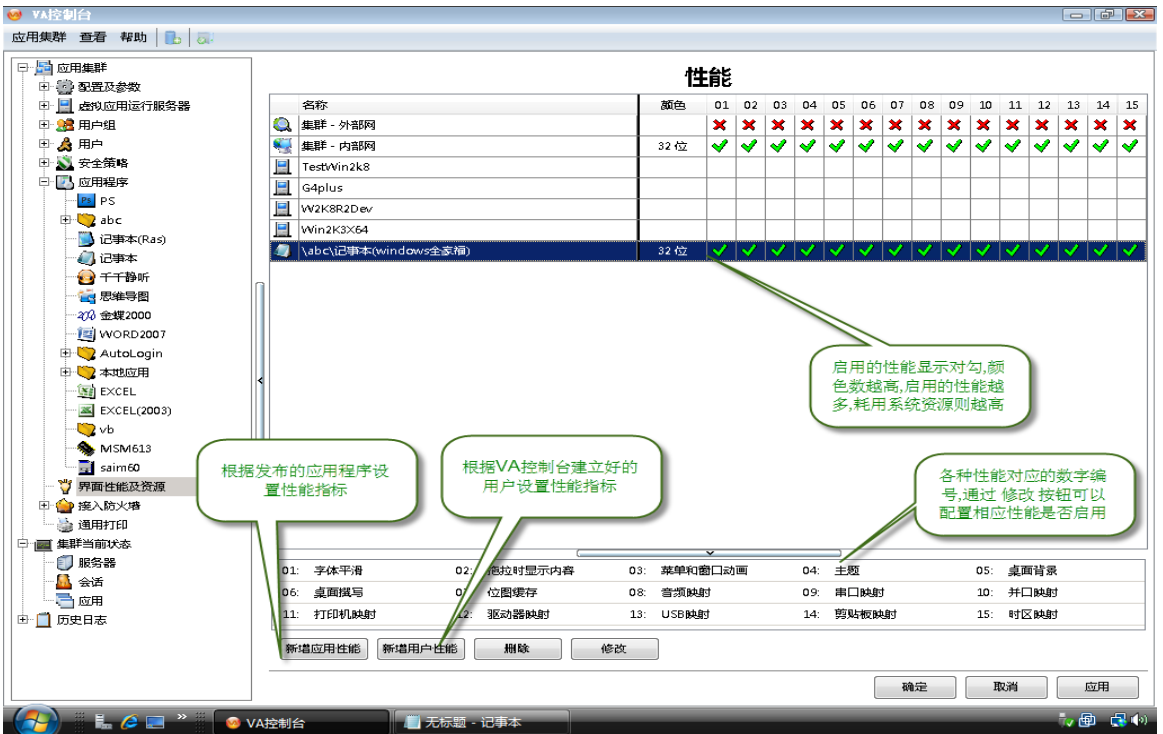 VA控制台
应用集群 查看 帮助
应用集群
配置及参数
虚拟应用运行服务器
用户组
用户
安全策略
应用程序
PS
abc
记事本(Ras)
记事本
千千静听
思维导图
金蝶2000
WORD2007
AutoLogin
本地应用
EXCEL
EXCEL(2003)
vb
MSM613
saim60
界面性能及资源
接入防火墙
通用打印
集群当前状态
服务器
会话
应用
历史日志
性能
名称 颜色 01 02 03 04 05 06 07 08 09 10 11 12 13 14 15
集群 - 外部网
集群 - 内部网 32 位
TestWin2k8
G4plus
W2K8R2Dev
Win2K3X64
\abc\记事本(windows全家福) 32 位
启用的性能显示对勾,颜
色数越高,启用的性能越
多,耗用系统资源则越高
根据发布的应用程序设
置性能指标
根据VA控制台建立好的
用户设置性能指标
各种性能对应的数字编
号,通过 修改 按钮可以
配置相应性能是否启用
01: 字体平滑 02: 拖拉时显示内容 03: 菜单和窗口动画 04: 主题 05: 桌面背景
06: 桌面撰写 07: 位图缓存 08: 音频映射 09: 串口映射 10: 并口映射
11: 打印机映射 12: 驱动器映射 13: USB映射 14: 剪贴板映射 15: 时区映射
新增应用性能 新增用户性能 删除 修改
确定 取消 应用
VA控制台 无标题 - 记事本